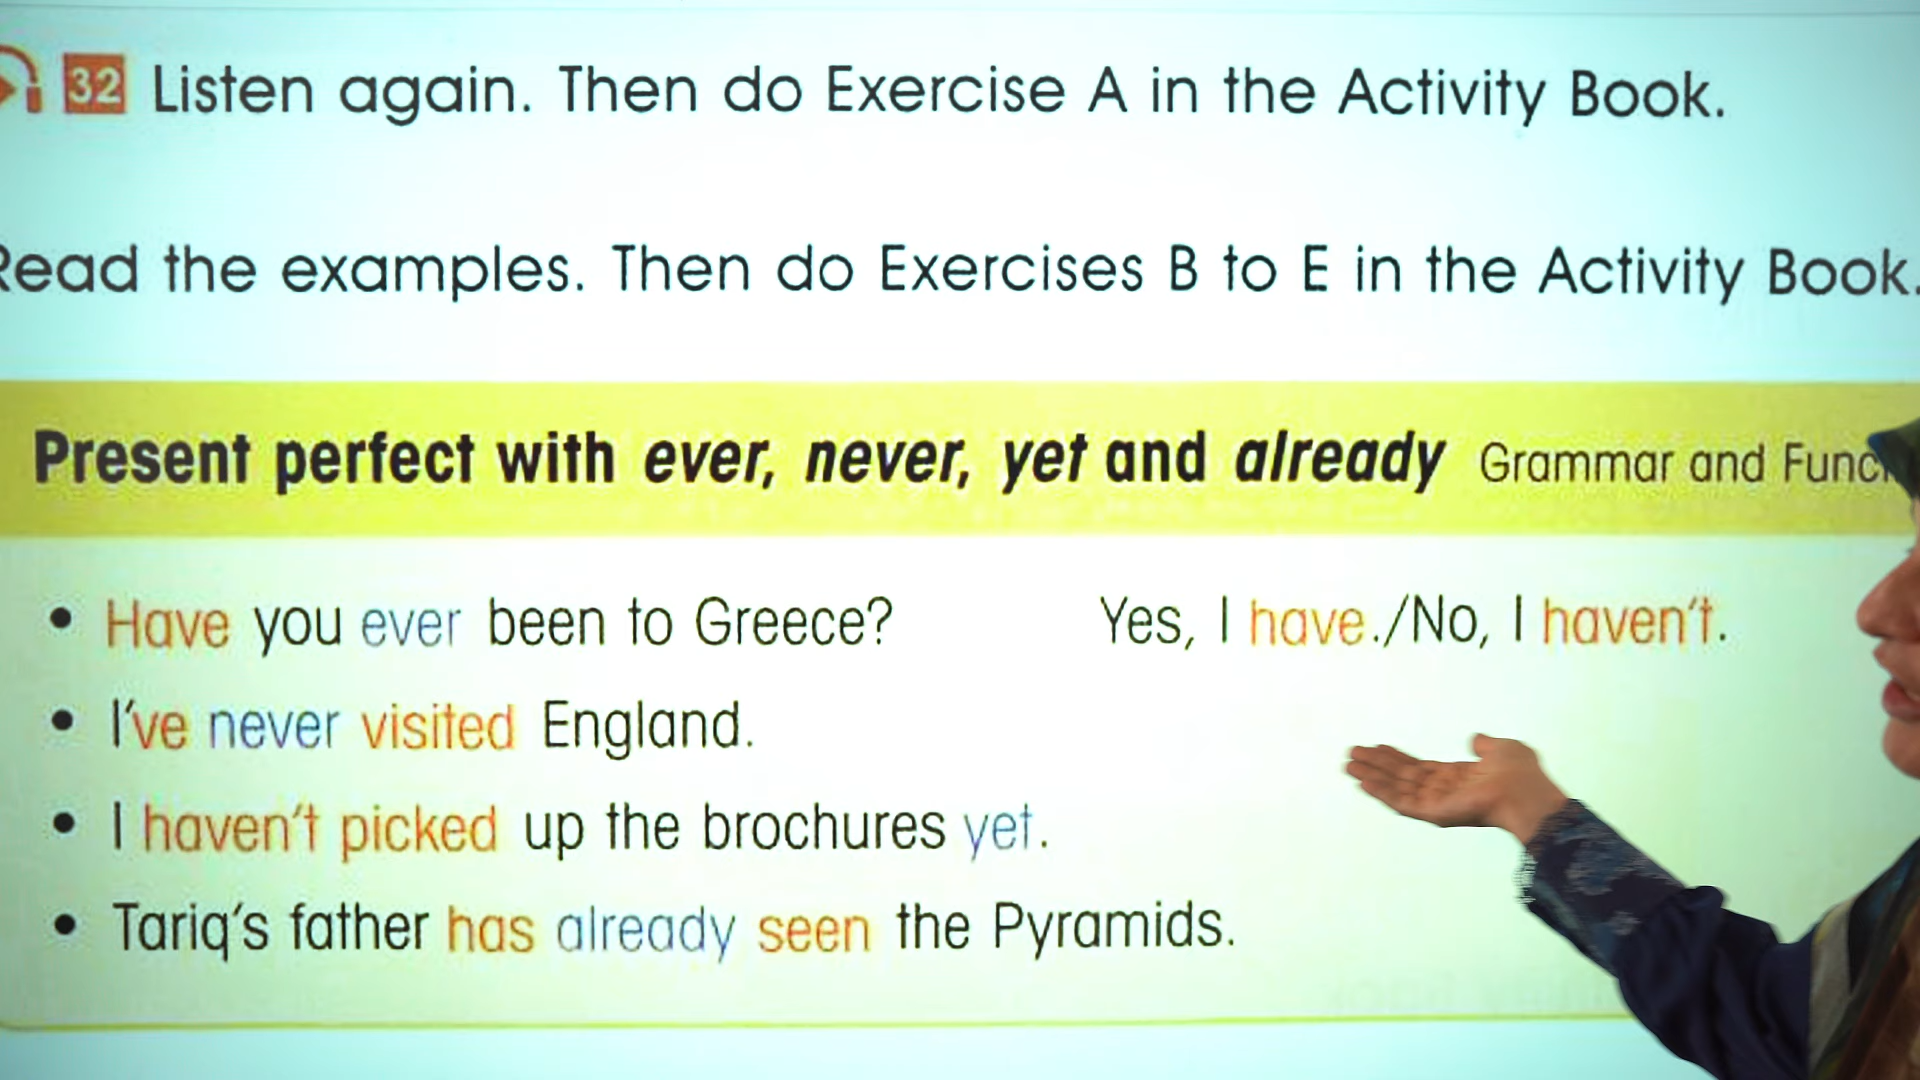 32 Listen again. Then do Exercise A in the Activity Book.
Read the examples. Then do Exercises B to E in the Activity Book.
Present perfect with ever, never, yet and already Grammar and Func
• Have you ever been to Greece? Yes, I have./No, I haven't.
• I've never visited England.
• I haven't picked up the brochures yet.
• Tariq's father has already seen the Pyramids.